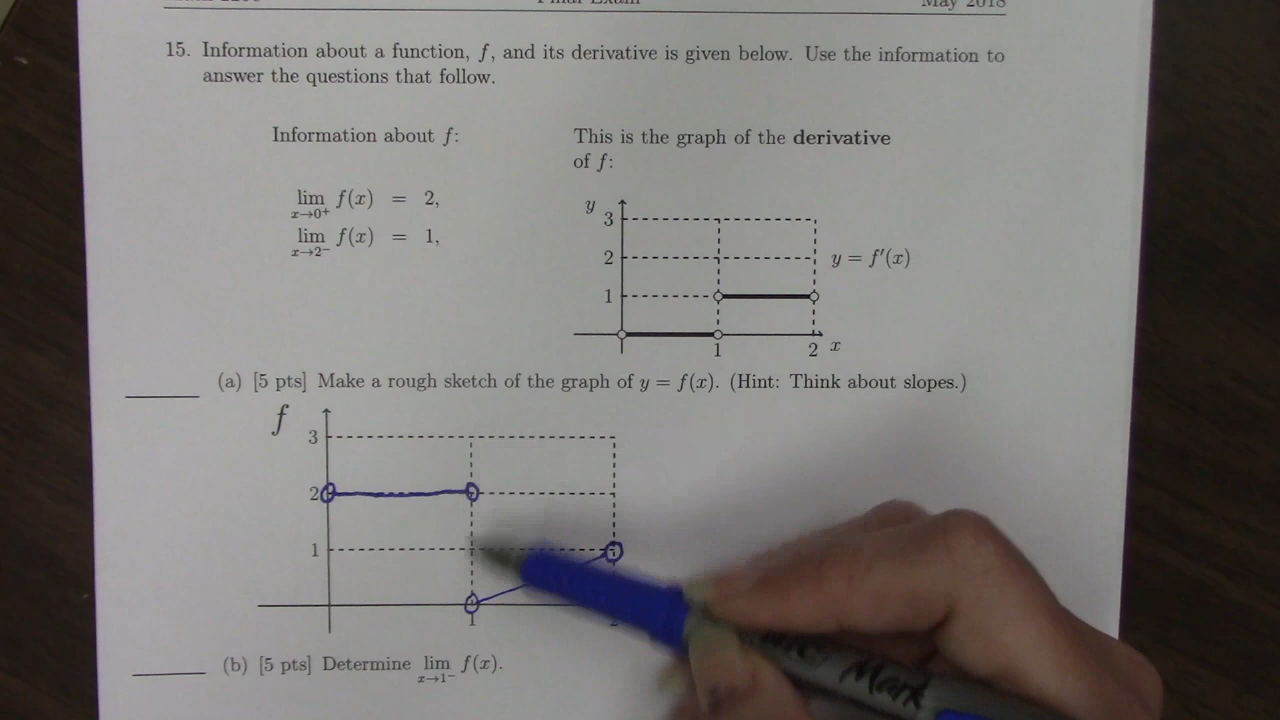 Final Exam
May 2018
15. Information about a function, f, and its derivative is given below. Use the information to
answer the questions that follow.
Information about f:
lim x→0⁺ f(x) = 2,
lim x→2⁻ f(x) = 1,
This is the graph of the derivative
of f:
y
3
2
1
y = f′(x)
1
2
x
(a) [5 pts] Make a rough sketch of the graph of y = f(x). (Hint: Think about slopes.)
f
3
2
1
1
(b) [5 pts] Determine lim x→1⁻ f(x).
Mark